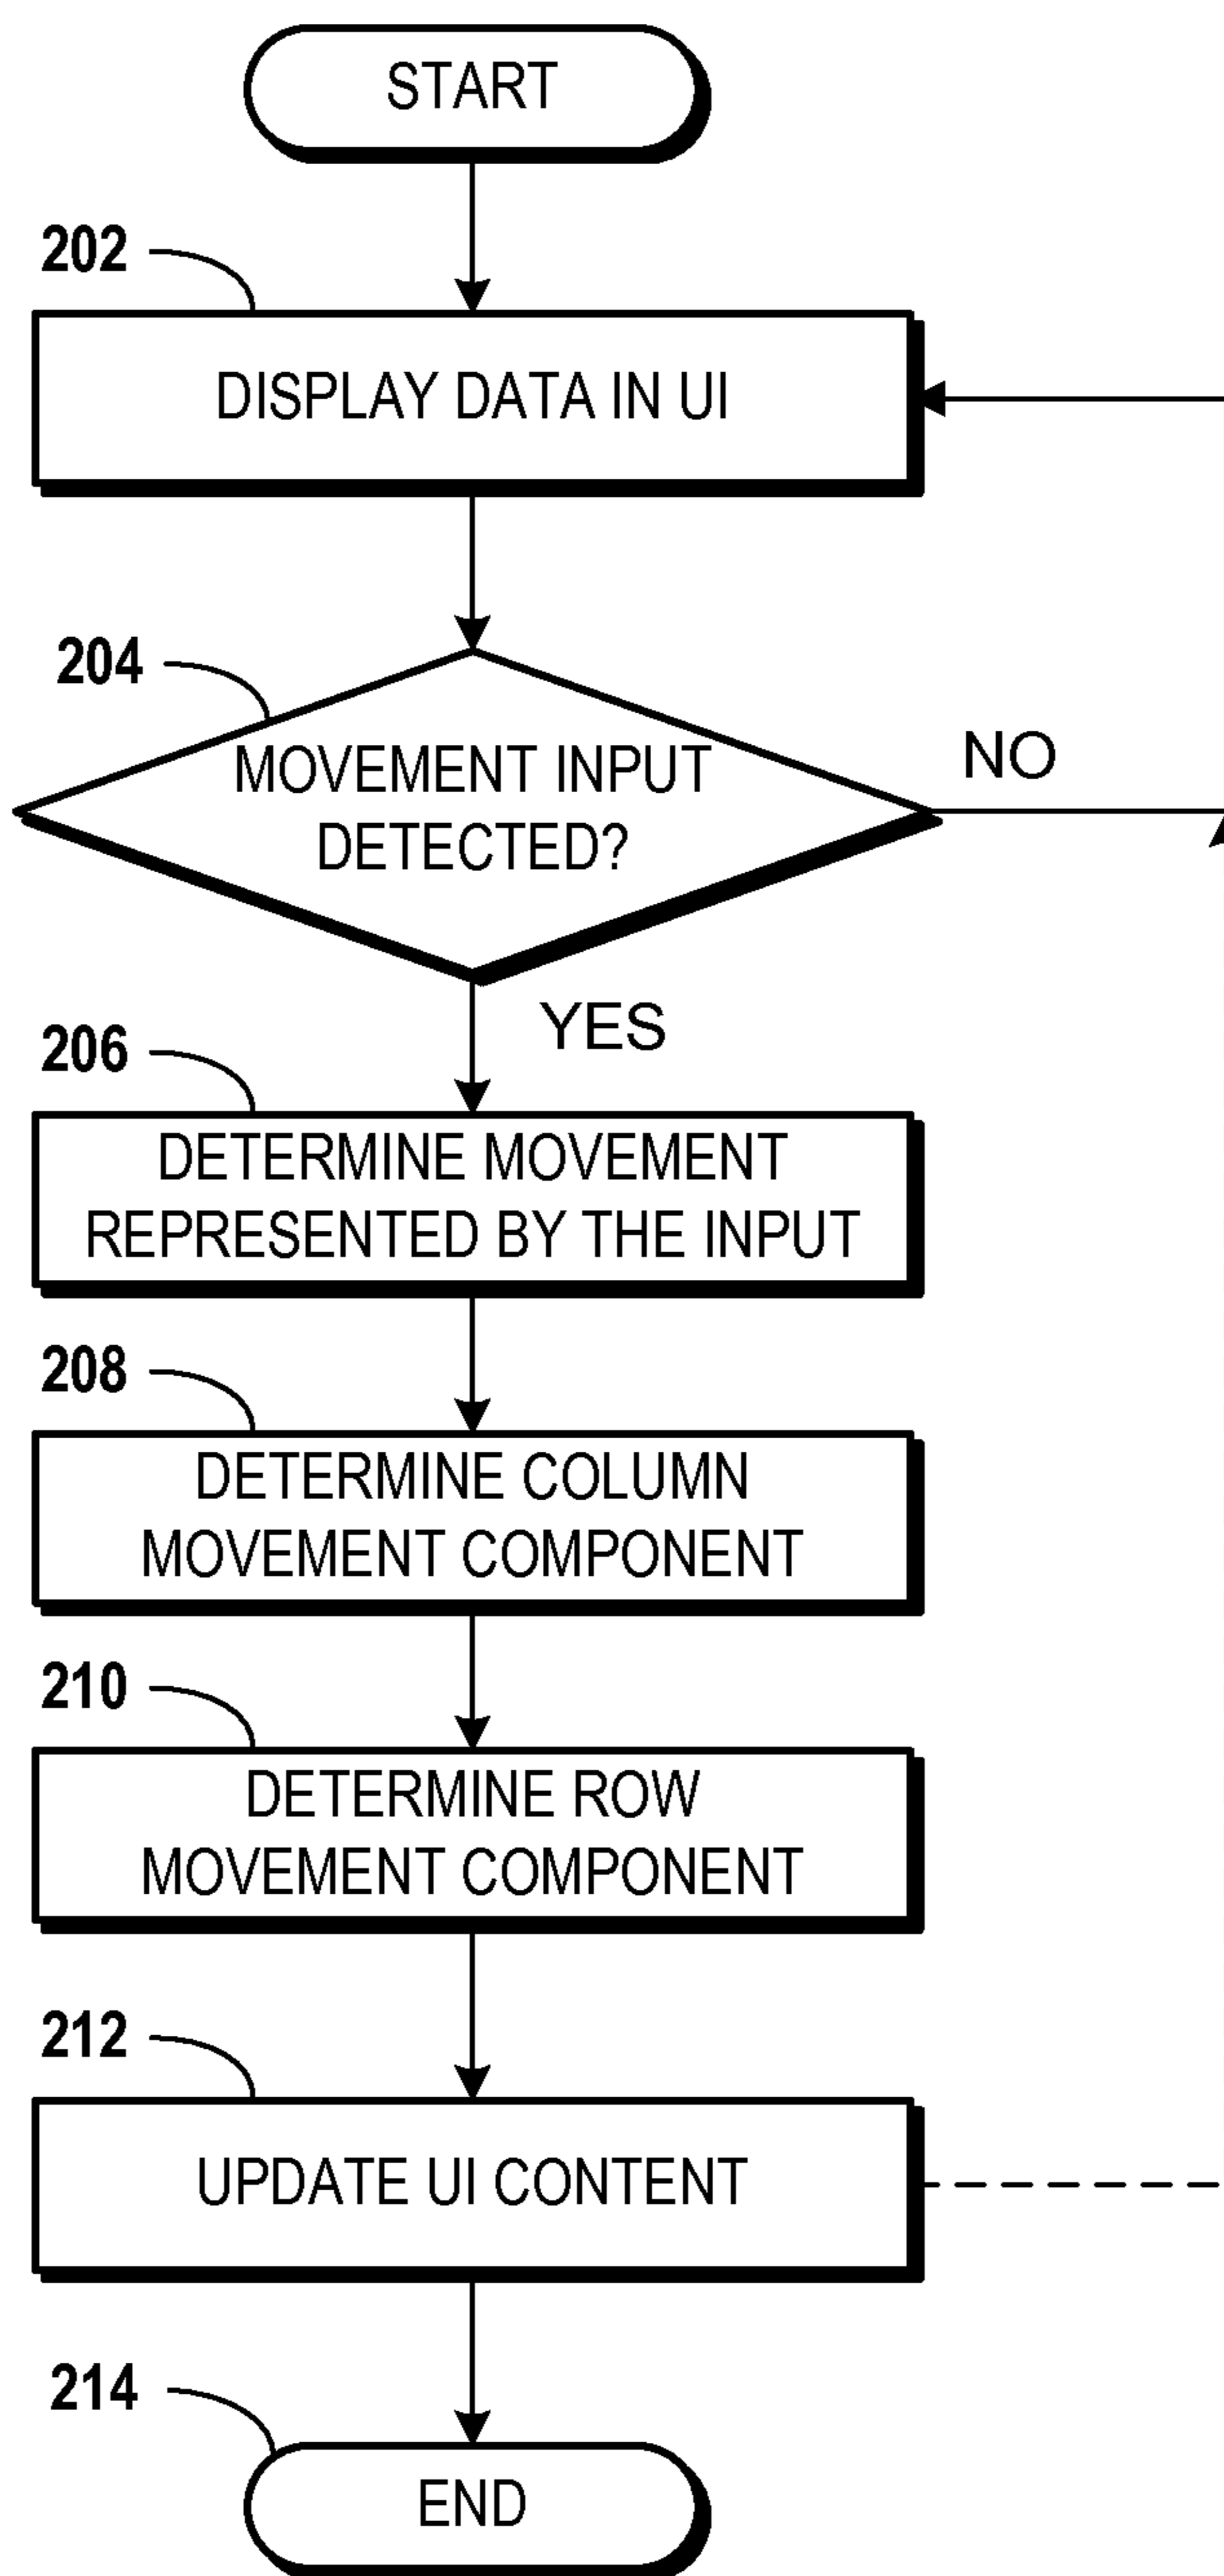 START
202
DISPLAY DATA IN UI
204
MOVEMENT INPUT
DETECTED?
NO
YES
206
DETERMINE MOVEMENT
REPRESENTED BY THE INPUT
208
DETERMINE COLUMN
MOVEMENT COMPONENT
210
DETERMINE ROW
MOVEMENT COMPONENT
212
UPDATE UI CONTENT
214
END